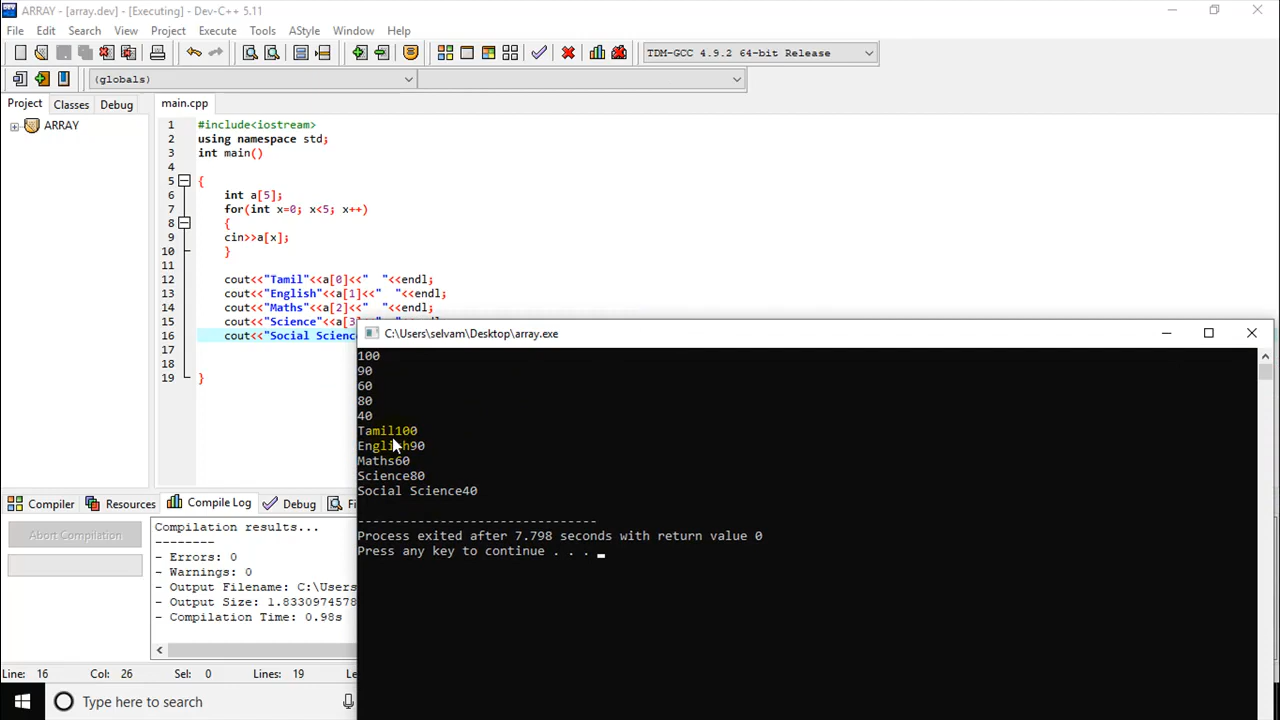 ARRAY - [array.dev] - [Executing] - Dev-C++ 5.11
File Edit Search View Project Execute Tools AStyle Window Help
TDM-GCC 4.9.2 64-bit Release
(globals)
Project Classes Debug
main.cpp
ARRAY
1 #include<iostream>
2 using namespace std;
3 int main()
4
5 {
6 int a[5];
7 for(int x=0; x<5; x++)
8 {
9 cin>>a[x];
10 }
11
12 cout<<"Tamil"<<a[0]<<"  "<<endl;
13 cout<<"English"<<a[1]<<"  "<<endl;
14 cout<<"Maths"<<a[2]<<"  "<<endl;
15 cout<<"Science"<<a[3]<<"  "<<endl;
16 cout<<"Social Science
17
18
19 }
C:\Users\selvam\Desktop\array.exe
100
90
60
80
40
Tamil100
English90
Maths60
Science80
Social Science40
--------------------------------
Process exited after 7.798 seconds with return value 0
Press any key to continue . . .
Compiler Resources Compile Log Debug Fi
Abort Compilation
Compilation results...
--------
- Errors: 0
- Warnings: 0
- Output Filename: C:\Users
- Output Size: 1.8330974578
- Compilation Time: 0.98s
Line: 16 Col: 26 Sel: 0 Lines: 19 Le
Type here to search